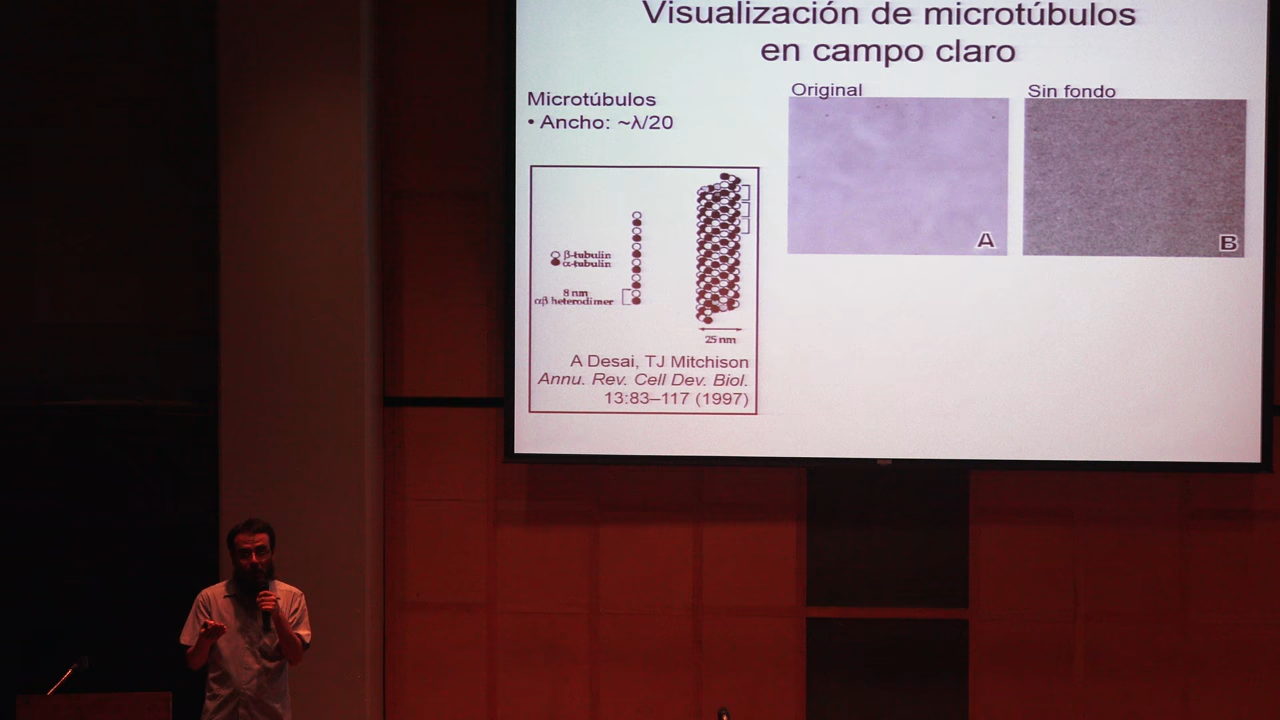 Visualización de microtúbulos
en campo claro
Microtúbulos
• Ancho: ~λ/20
Original
Sin fondo
A
B
β-tubulin
α-tubulin
8 nm
αβ heterodimer
25 nm
A Desai, TJ Mitchison
Annu. Rev. Cell Dev. Biol.
13:83–117 (1997)